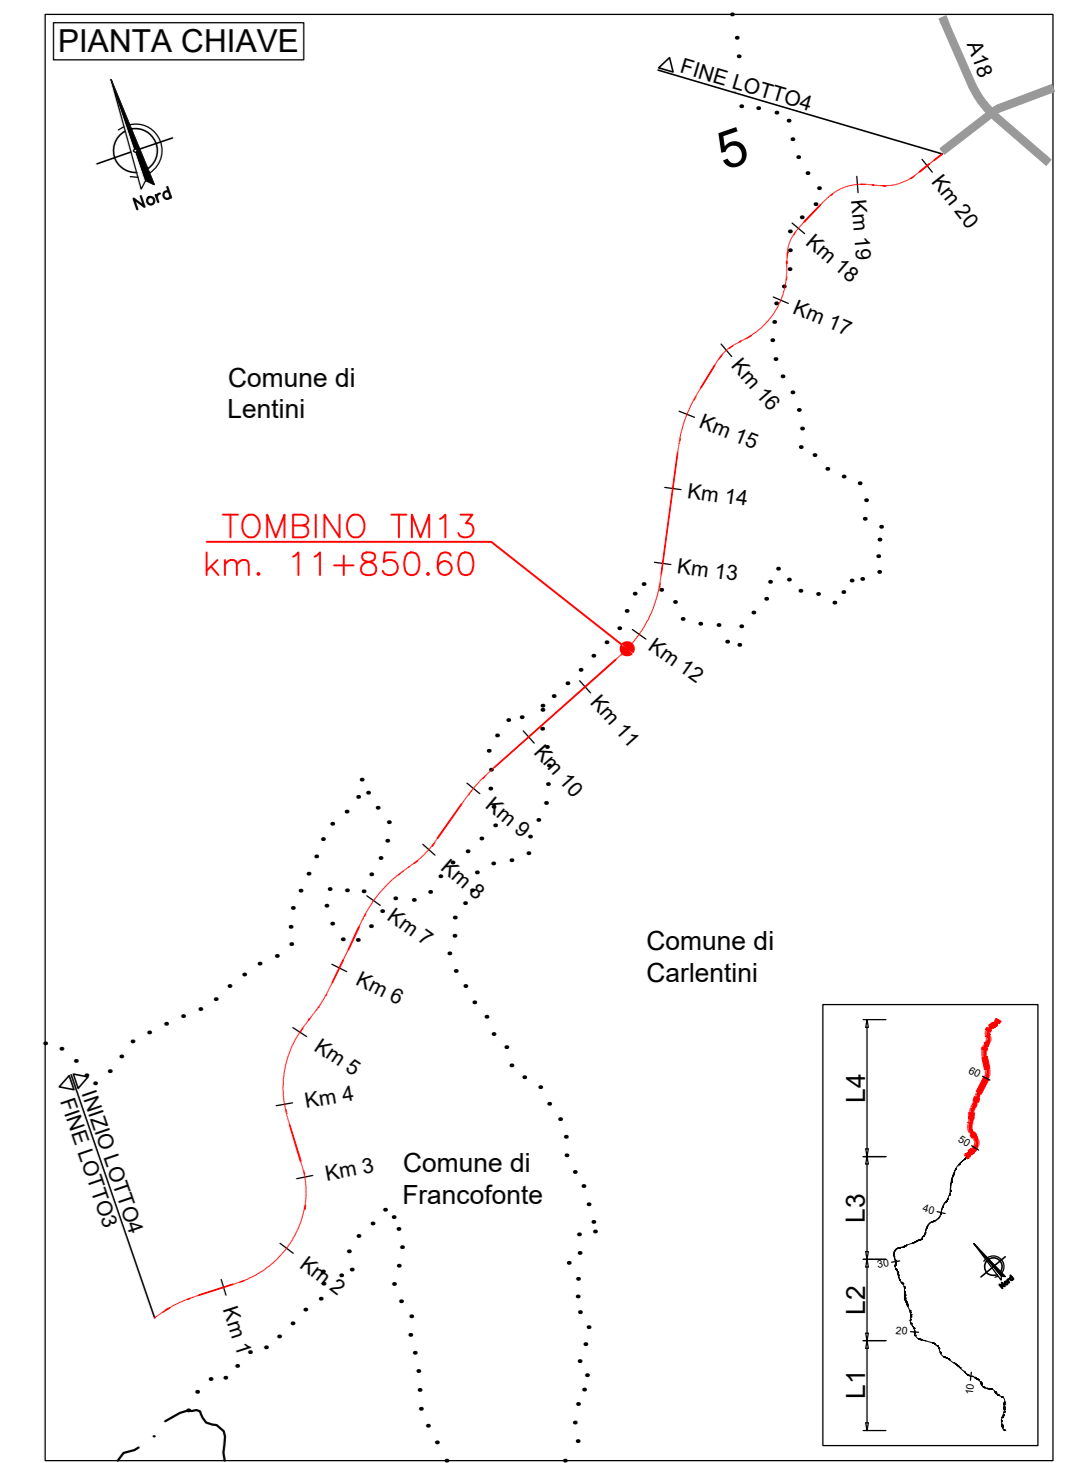 PIANTA CHIAVE
Nord
FINE LOTTO4
A18
5
Km 20
Km 19
Km 18
Km 17
Km 16
Km 15
Km 14
Km 13
Km 12
Km 11
Km 10
Km 9
Km 8
Km 7
Km 6
Km 5
Km 4
Km 3
Km 2
Km 1
Comune di
Lentini
TOMBINO TM13
km. 11+850.60
Comune di
Carlentini
Comune di
Francofonte
INIZIO LOTTO4
FINE LOTTO3
L4
L3
L2
L1
60
50
40
30
20
10
Nord